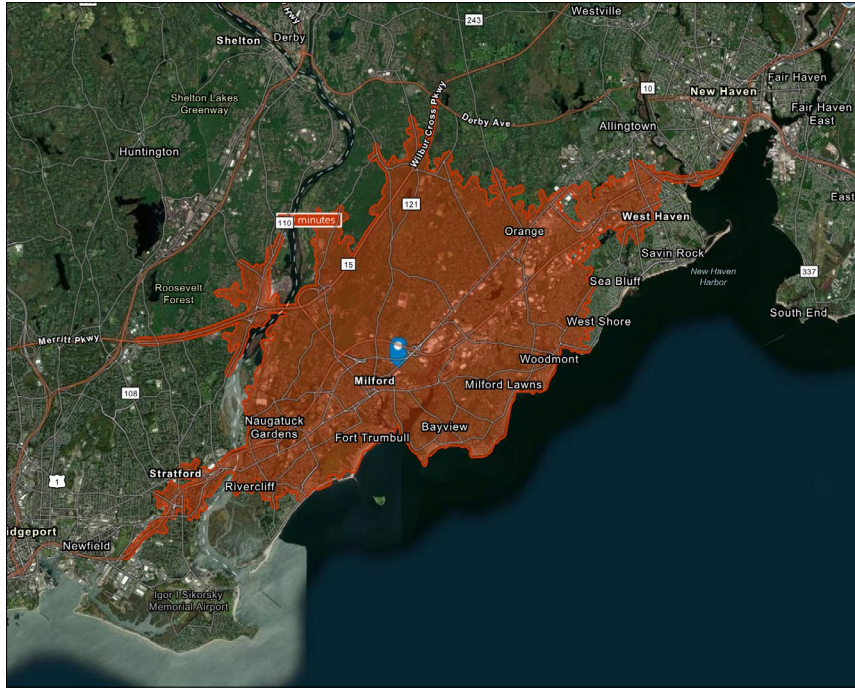 Westville
243
Hwy
Shelton
Derby
Fair Haven
10
New Haven
Shelton Lakes
Greenway
Wilbur Cross Pkwy
Derby Ave
Fair Haven
East
Allingtown
Huntington
East
121
110
minutes
West Haven
Orange
Savin Rock
15
New Haven
Harbor
337
Sea Bluff
Roosevelt
Forest
South End
West Shore
Merritt Pkwy
Woodmont
Milford
Milford Lawns
108
Naugatuck
Gardens
Bayview
Fort Trumbull
Stratford
1
Rivercliff
idgeport
Newfield
Igor I Sikorsky
Memorial Airport